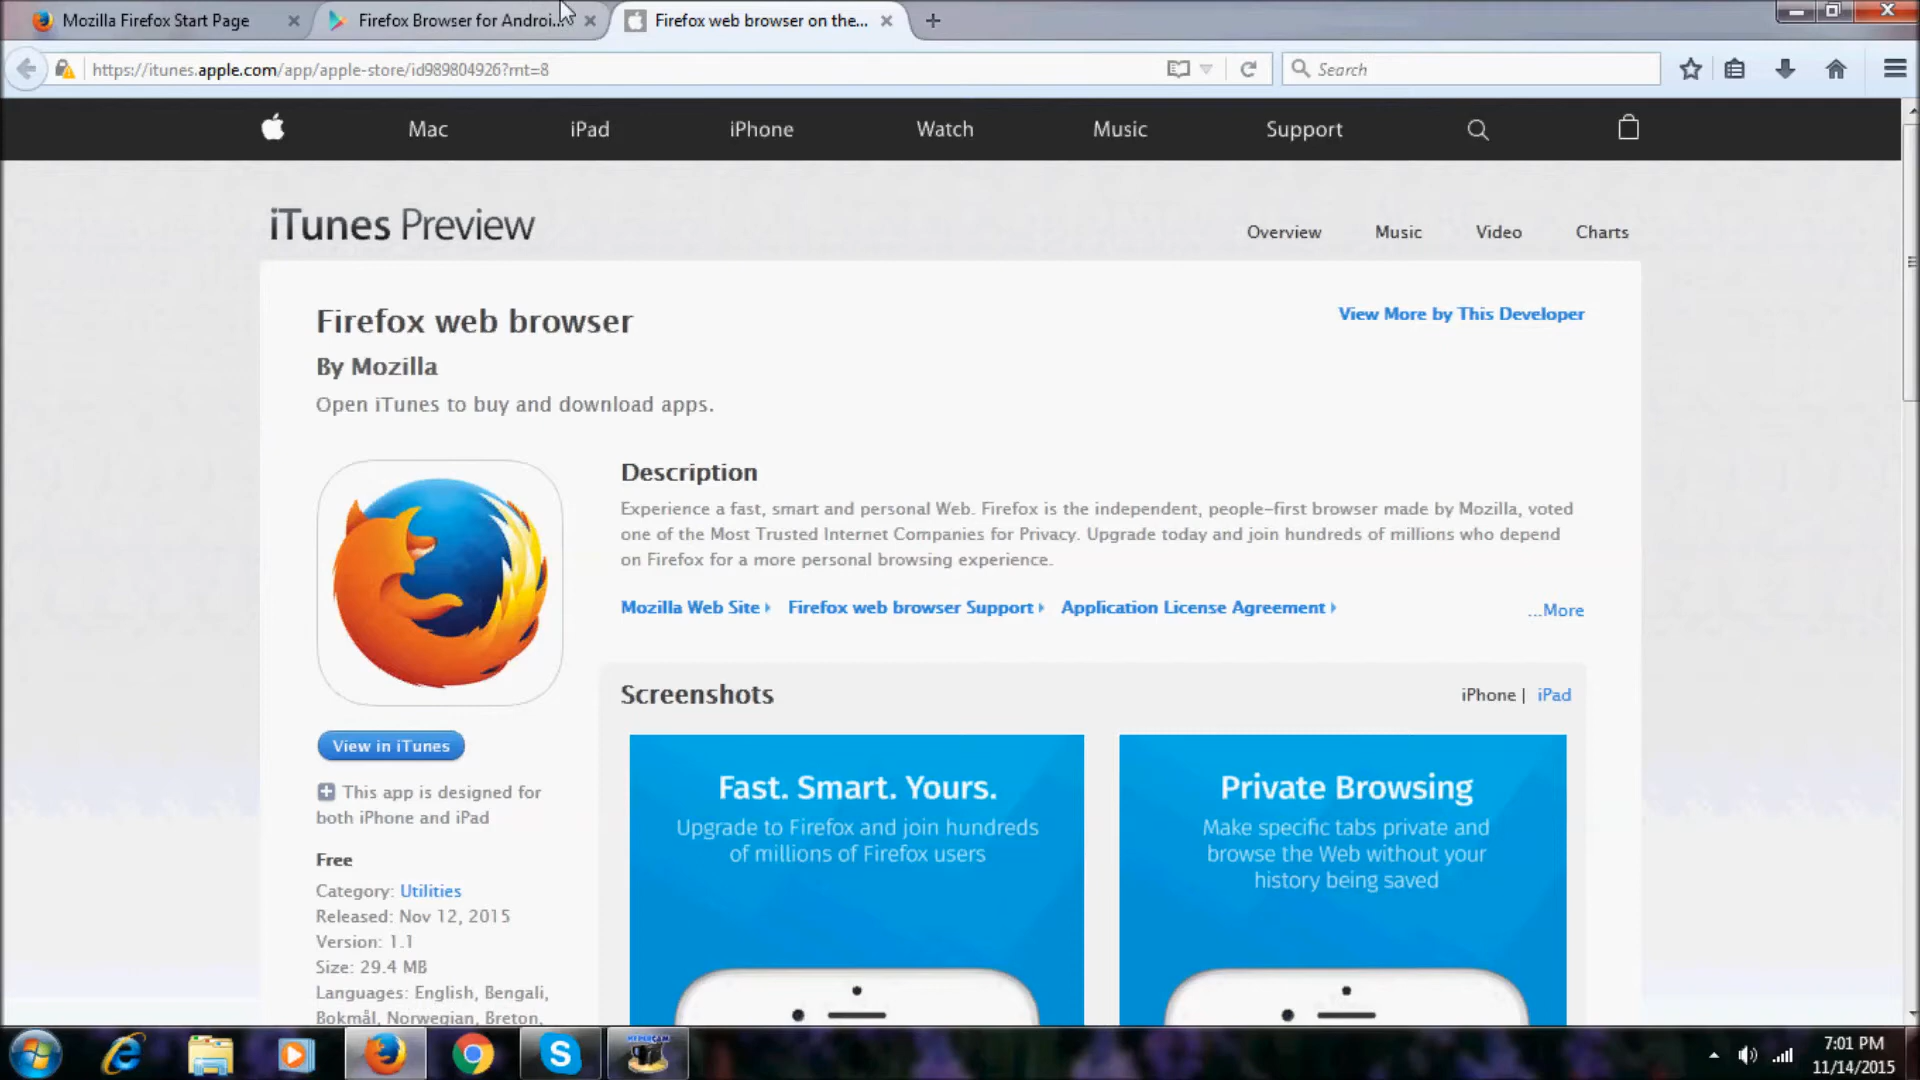 Mozilla Firefox Start Page
Firefox Browser for Androi...
Firefox web browser on the...
https://itunes.apple.com/app/apple-store/id989804926?mt=8
Search
Mac iPad iPhone Watch Music Support
iTunes Preview
Overview Music Video Charts
Firefox web browser
View More by This Developer
By Mozilla
Open iTunes to buy and download apps.
Description
Experience a fast, smart and personal Web. Firefox is the independent, people-first browser made by Mozilla, voted
one of the Most Trusted Internet Companies for Privacy. Upgrade today and join hundreds of millions who depend
on Firefox for a more personal browsing experience.
Mozilla Web Site Firefox web browser Support Application License Agreement
...More
Screenshots
iPhone | iPad
View in iTunes
This app is designed for
both iPhone and iPad
Free
Category: Utilities
Released: Nov 12, 2015
Version: 1.1
Size: 29.4 MB
Languages: English, Bengali,
Bokmål, Norwegian, Breton,
Fast. Smart. Yours.
Upgrade to Firefox and join hundreds
of millions of Firefox users
Private Browsing
Make specific tabs private and
browse the Web without your
history being saved
HYPERCAM
7:01 PM
11/14/2015